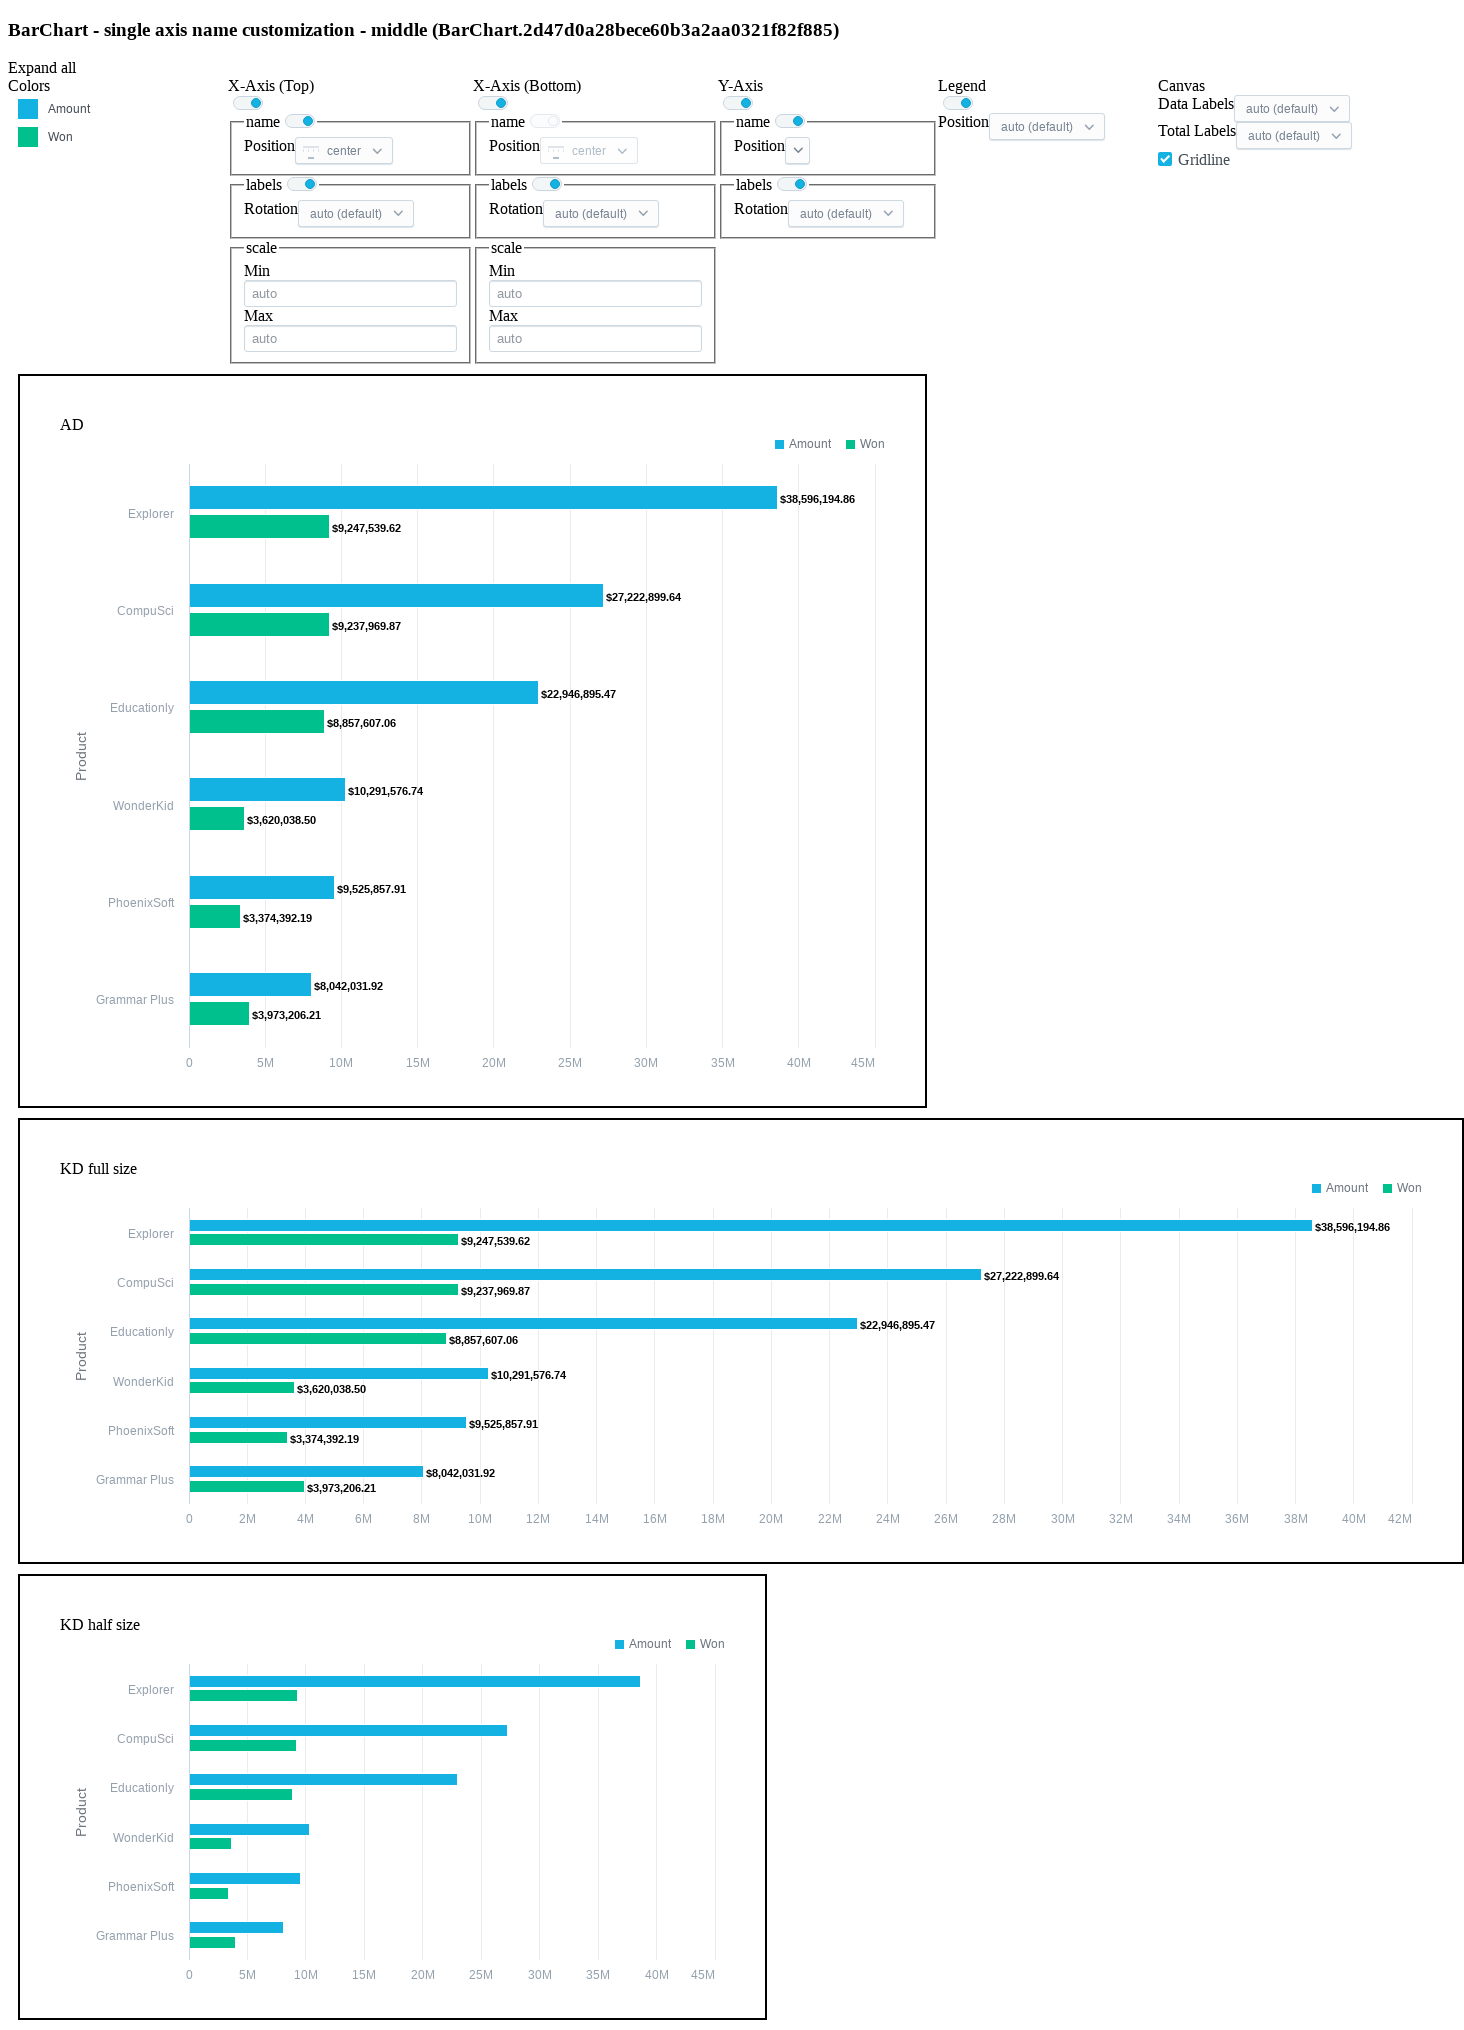 BarChart - single axis name customization - middle (BarChart.2d47d0a28bece60b3a2aa0321f82f885)
Expand all
Colors
Amount
Won
X-Axis (Top)
name
Position center
labels
Rotation auto (default)
scale
Min
auto
Max
auto
X-Axis (Bottom)
name
Position center
labels
Rotation auto (default)
scale
Min
auto
Max
auto
Y-Axis
name
Position
labels
Rotation auto (default)
Legend
Position auto (default)
Canvas
Data Labels auto (default)
Total Labels auto (default)
Gridline
AD
Amount Won
Explorer
$38,596,194.86
$9,247,539.62
CompuSci
$27,222,899.64
$9,237,969.87
Educationly
$22,946,895.47
$8,857,607.06
Product
WonderKid
$10,291,576.74
$3,620,038.50
PhoenixSoft
$9,525,857.91
$3,374,392.19
Grammar Plus
$8,042,031.92
$3,973,206.21
0 5M 10M 15M 20M 25M 30M 35M 40M 45M
KD full size
Amount Won
Explorer
$38,596,194.86
$9,247,539.62
CompuSci
$27,222,899.64
$9,237,969.87
Educationly
$22,946,895.47
$8,857,607.06
Product
WonderKid
$10,291,576.74
$3,620,038.50
PhoenixSoft
$9,525,857.91
$3,374,392.19
Grammar Plus
$8,042,031.92
$3,973,206.21
0 2M 4M 6M 8M 10M 12M 14M 16M 18M 20M 22M 24M 26M 28M 30M 32M 34M 36M 38M 40M 42M
KD half size
Amount Won
Explorer
CompuSci
Educationly
Product
WonderKid
PhoenixSoft
Grammar Plus
0 5M 10M 15M 20M 25M 30M 35M 40M 45M